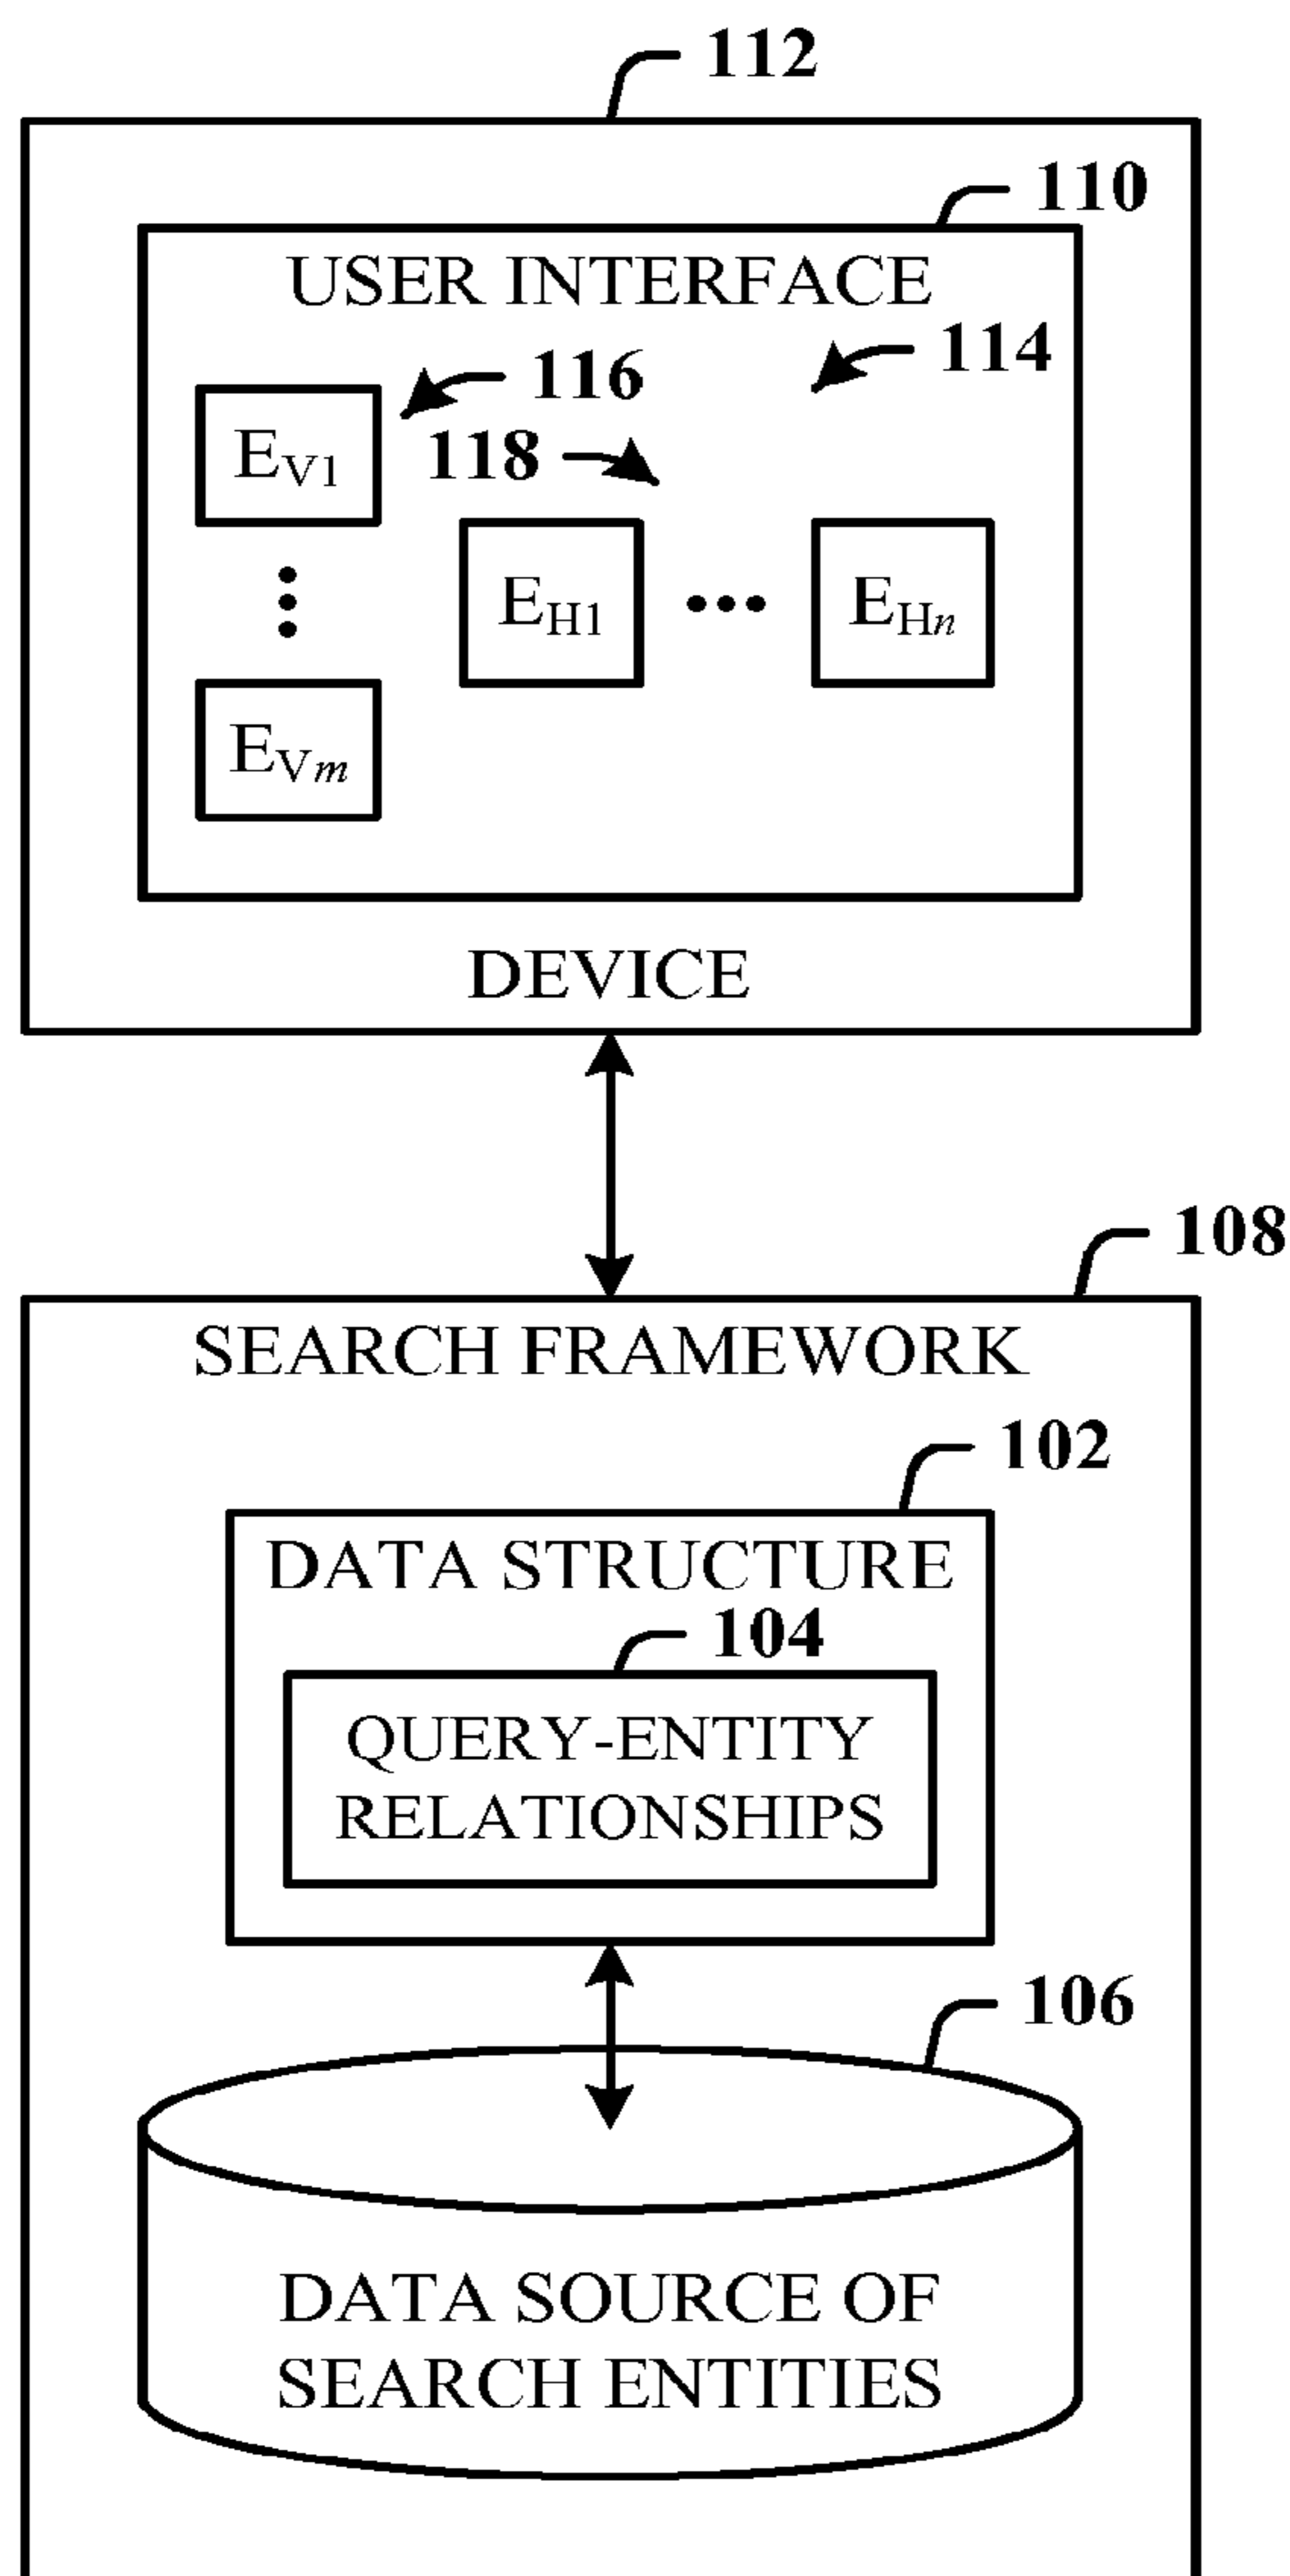 112
110
USER INTERFACE
114
116
EV1
118
EH1 ••• EHn
EVm
DEVICE
108
SEARCH FRAMEWORK
102
DATA STRUCTURE
104
QUERY-ENTITY
RELATIONSHIPS
106
DATA SOURCE OF
SEARCH ENTITIES